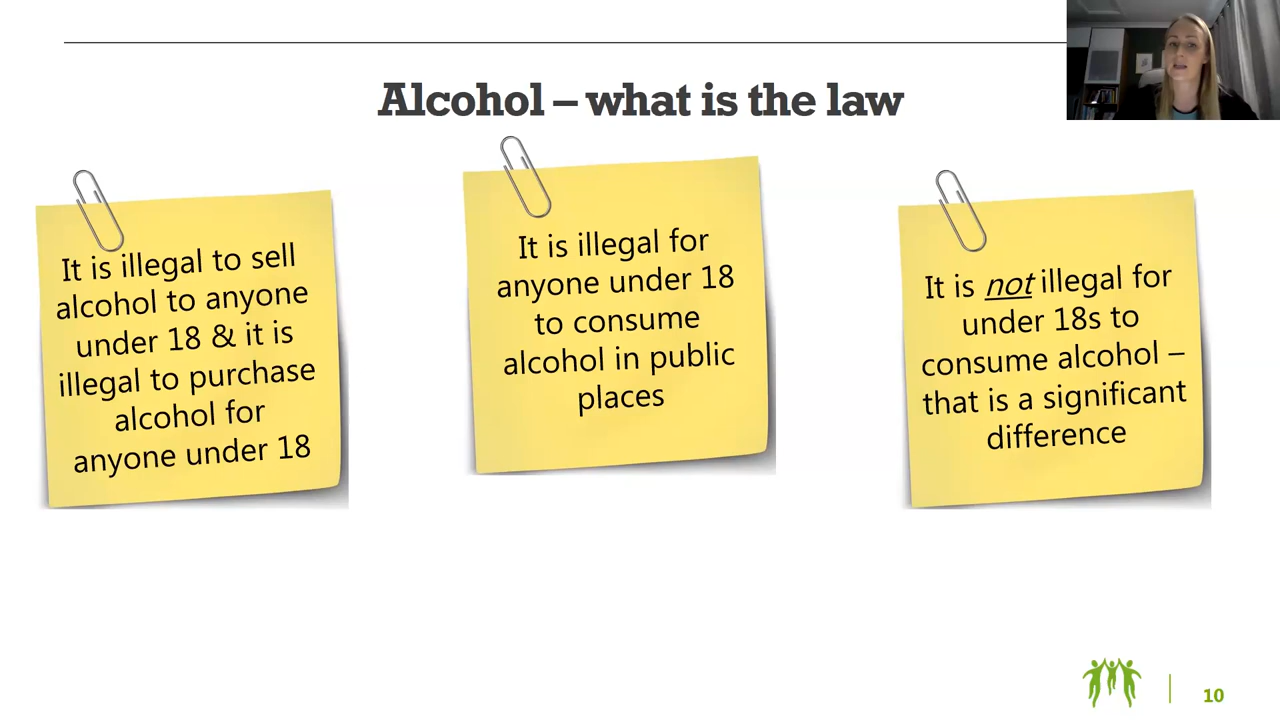 Alcohol – what is the law
It is illegal to sell
alcohol to anyone
under 18 & it is
illegal to purchase
alcohol for
anyone under 18
It is illegal for
anyone under 18
to consume
alcohol in public
places
It is not illegal for
under 18s to
consume alcohol –
that is a significant
difference
10